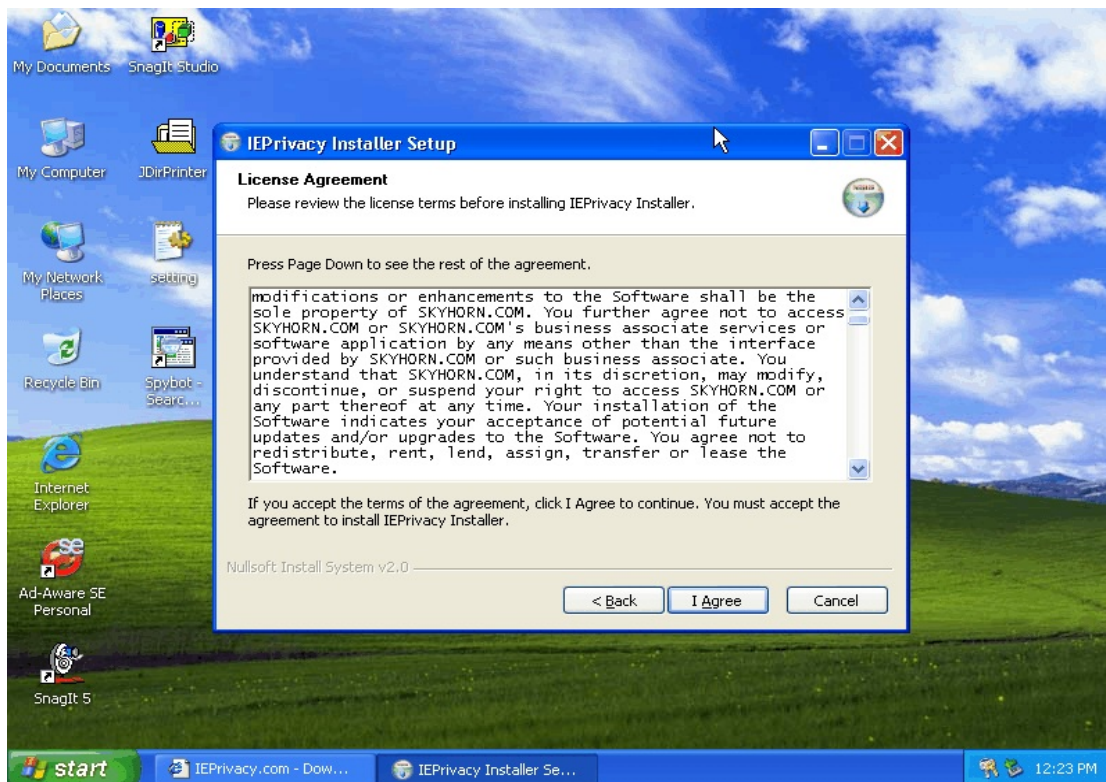 My Documents
SnagIt Studio
My Computer
JDirPrinter
My Network
Places
setting
Recycle Bin
Spybot -
Searc...
Internet
Explorer
Ad-Aware SE
Personal
SnagIt 5
IEPrivacy Installer Setup
License Agreement
Please review the license terms before installing IEPrivacy Installer.
Press Page Down to see the rest of the agreement.
modifications or enhancements to the Software shall be the
sole property of SKYHORN.COM. You further agree not to access
SKYHORN.COM or SKYHORN.COM's business associate services or
software application by any means other than the interface
provided by SKYHORN.COM or such business associate. You
understand that SKYHORN.COM, in its discretion, may modify,
discontinue, or suspend your right to access SKYHORN.COM or
any part thereof at any time. Your installation of the
Software indicates your acceptance of potential future
updates and/or upgrades to the Software. You agree not to
redistribute, rent, lend, assign, transfer or lease the
Software.
If you accept the terms of the agreement, click I Agree to continue. You must accept the
agreement to install IEPrivacy Installer.
Nullsoft Install System v2.0
< Back
I Agree
Cancel
start
IEPrivacy.com - Dow...
IEPrivacy Installer Se...
12:23 PM